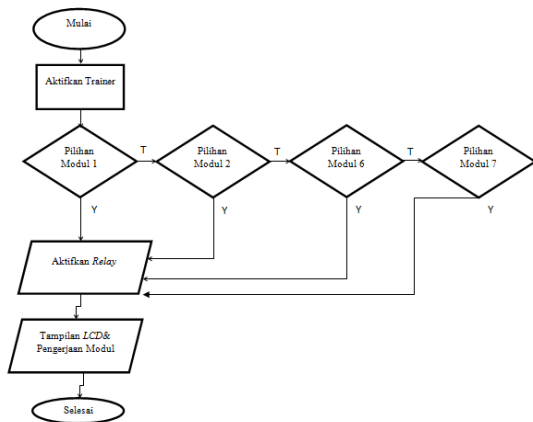 Mulai
Aktifkan Trainer
Pilihan
Modul 1
T
Pilihan
Modul 2
T
Pilihan
Modul 6
T
Pilihan
Modul 7
Y
Y
Y
Y
Aktifkan Relay
Tampilan LCD&
Pengerjaan Modul
Selesai